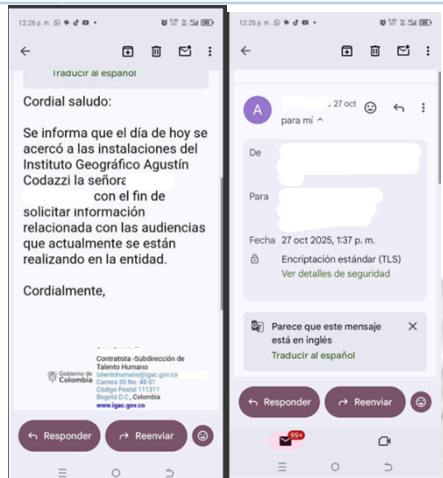 12:26 p. m.
Traducir al español
Cordial saludo:
Se informa que el día de hoy se
acercó a las instalaciones del
Instituto Geográfico Agustín
Codazzi la señora
con el fin de
solicitar información
relacionada con las audiencias
que actualmente se están
realizando en la entidad.
Cordialmente,
Contratista -Subdirección de
Talento Humano
Gobierno de
Colombia
talentohumano@igac.gov.co
Carrera 30 No. 48-51
Código Postal 111311
Bogotá D.C., Colombia
www.igac.gov.co
Responder
Reenviar
12:26 p. m.
A
27 oct
para mí
De
Para
Fecha 27 oct 2025, 1:37 p. m.
Encriptación estándar (TLS)
Ver detalles de seguridad
Parece que este mensaje
está en inglés
Traducir al español
Responder
Reenviar
99+